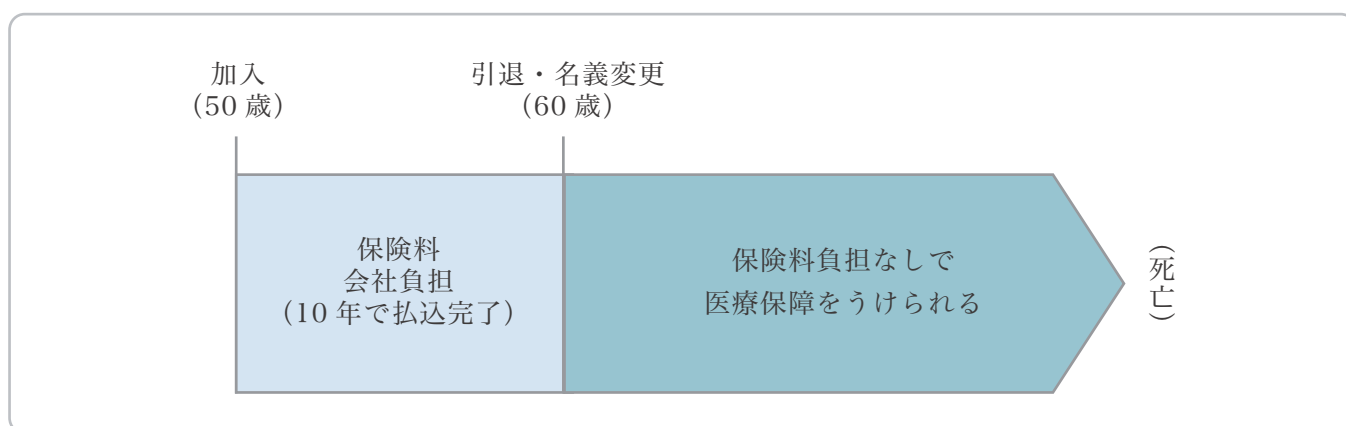 加入
(50 歳)
引退・名義変更
(60 歳)
保険料
会社負担
(10 年で払込完了)
保険料負担なしで
医療保障をうけられる
(死亡)